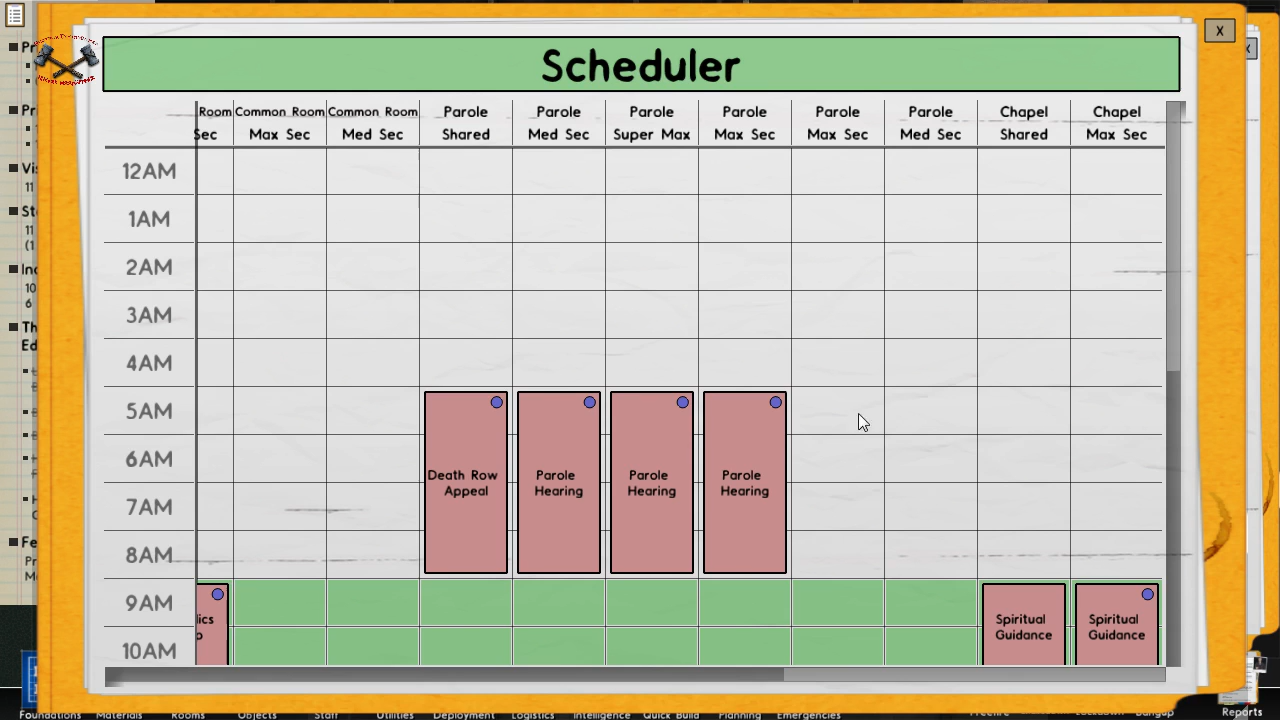 X
Scheduler
Room Common Room Common Room Parole Parole Parole Parole Parole Parole Chapel Chapel
Sec Max Sec Med Sec Shared Med Sec Super Max Max Sec Max Sec Med Sec Shared Max Sec
12AM
1AM
2AM
3AM
4AM
5AM
6AM
Death Row Parole Parole Parole
Appeal Hearing Hearing Hearing
7AM
8AM
9AM
Spiritual Spiritual
Guidance Guidance
10AM
Foundations Materials Rooms Objects Staff Utilities Deployment Logistics Intelligence Quick Build Planning Emergencies Reports